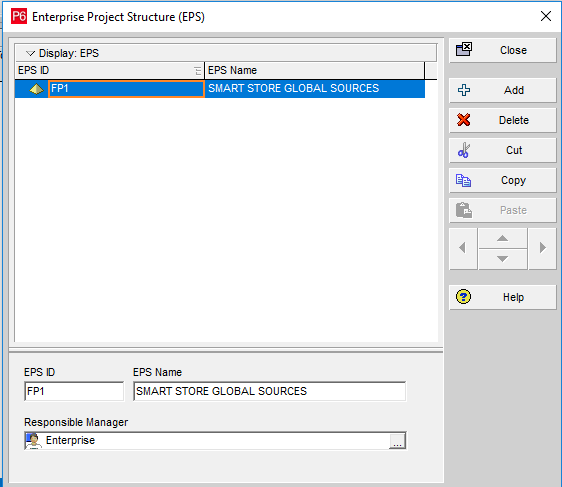 P6 Enterprise Project Structure (EPS)
Display: EPS
Close
EPS ID EPS Name
FP1 SMART STORE GLOBAL SOURCES
Add
Delete
Cut
Copy
Paste
Help
EPS ID EPS Name
FP1 SMART STORE GLOBAL SOURCES
Responsible Manager
Enterprise ...